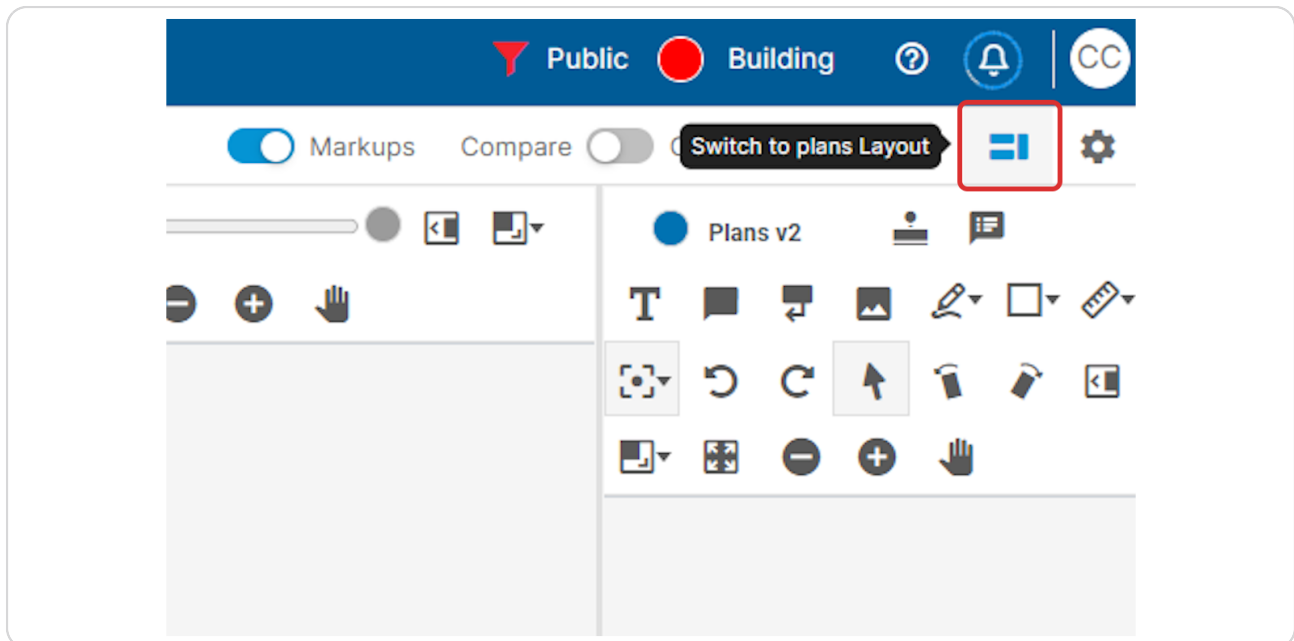 Public Building CC
Markups Compare Switch to plans Layout
Plans v2
T